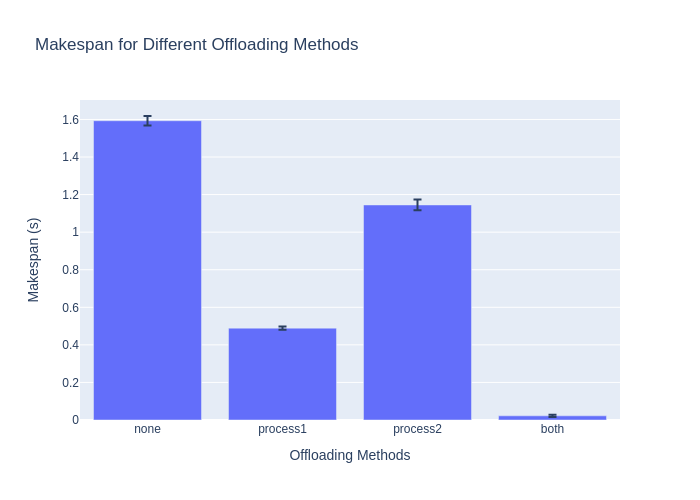 Makespan for Different Offloading Methods
1.6
1.4
1.2
1
0.8
0.6
0.4
0.2
0
Makespan (s)
none process1 process2 both
Offloading Methods